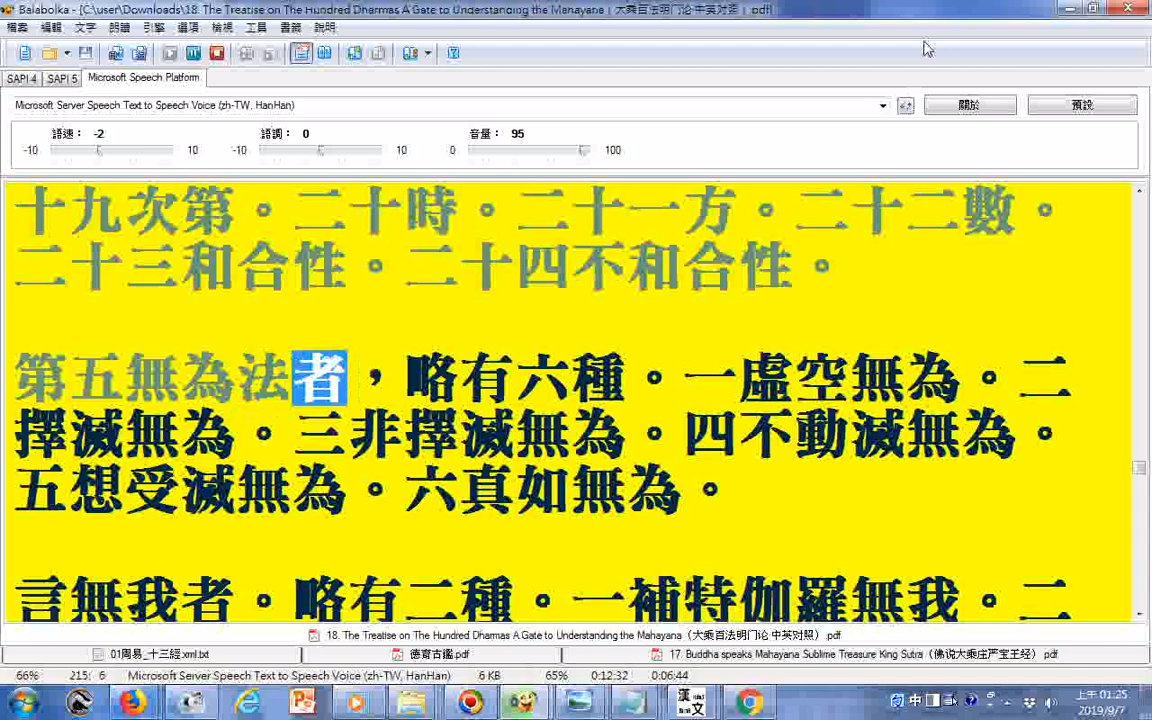 Balabolka - [C:\user\Downloads\18. The Treatise on The Hundred Dharmas A Gate to Understanding the Mahayana（大乘百法明门论 中英对照）.pdf]
檔案 編輯 文字 朗讀 引擎 選項 檢視 工具 書籤 說明
SAPI 4 SAPI 5 Microsoft Speech Platform
Microsoft Server Speech Text to Speech Voice (zh-TW, HanHan) 關於 預設
語速： -2 語調： 0 音量： 95
-10 10 -10 10 0 100
十九次第。二十時。二十一方。二十二數。
二十三和合性。二十四不和合性。
第五無為法者，略有六種。一虛空無為。二
擇滅無為。三非擇滅無為。四不動滅無為。
五想受滅無為。六真如無為。
言無我者。略有二種。一補特伽羅無我。二
18. The Treatise on The Hundred Dharmas A Gate to Understanding the Mahayana（大乘百法明门论 中英对照）.pdf
01周易_十三經.xml.txt 德育古鑑.pdf 17. Buddha speaks Mahayana Sublime Treasure King Sutra（佛说大乘庄严宝王经）.pdf
66% 215: 6 Microsoft Server Speech Text to Speech Voice (zh-TW, HanHan) 6 KB 65% 0:12:32 0:06:44
漢文 中 上午 01:25
2019/9/7